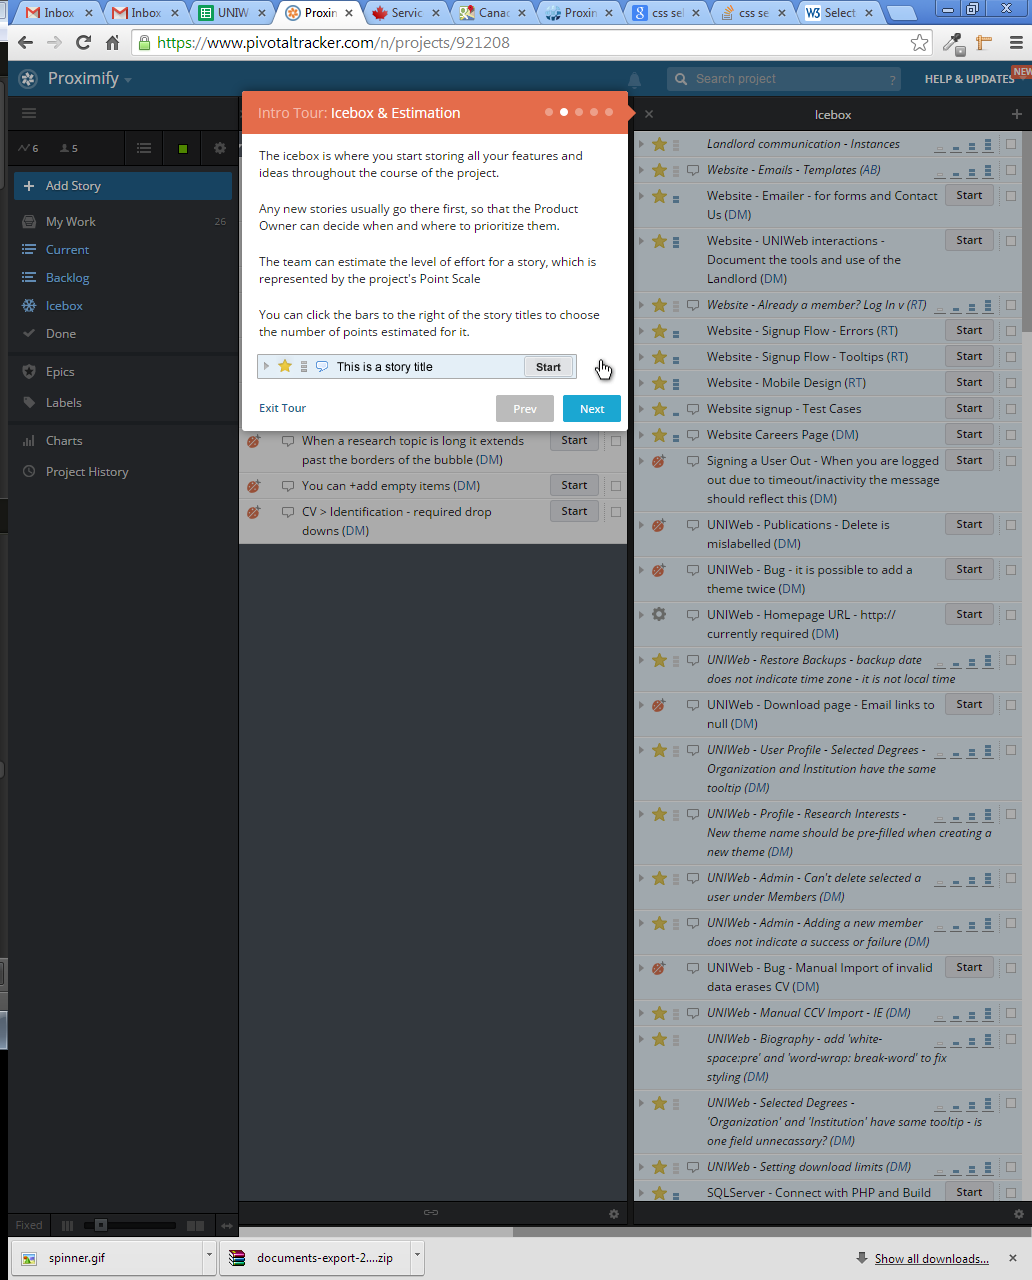 Inbox
Inbox
UNIW
Proxin
Servic
Cana
Proxin
css sel
css se
Select
https://www.pivotaltracker.com/n/projects/921208
Proximify
Search project
?
HELP & UPDATES
NEW
6
5
Add Story
My Work 26
Current
Backlog
Icebox
Done
Epics
Labels
Charts
Project History
Fixed
Intro Tour: Icebox & Estimation
The icebox is where you start storing all your features and
ideas throughout the course of the project.
Any new stories usually go there first, so that the Product
Owner can decide when and where to prioritize them.
The team can estimate the level of effort for a story, which is
represented by the project's Point Scale
You can click the bars to the right of the story titles to choose
the number of points estimated for it.
This is a story title Start
Exit Tour Prev Next
When a research topic is long it extends Start
past the borders of the bubble (DM)
You can +add empty items (DM) Start
CV > Identification - required drop Start
downs (DM)
Icebox
Landlord communication - Instances
Website - Emails - Templates (AB)
Website - Emailer - for forms and Contact Start
Us (DM)
Website - UNIWeb interactions - Start
Document the tools and use of the
Landlord (DM)
Website - Already a member? Log In v (RT)
Website - Signup Flow - Errors (RT) Start
Website - Signup Flow - Tooltips (RT) Start
Website - Mobile Design (RT) Start
Website signup - Test Cases Start
Website Careers Page (DM) Start
Signing a User Out - When you are logged Start
out due to timeout/inactivity the message
should reflect this (DM)
UNIWeb - Publications - Delete is Start
mislabelled (DM)
UNIWeb - Bug - it is possible to add a Start
theme twice (DM)
UNIWeb - Homepage URL - http:// Start
currently required (DM)
UNIWeb - Restore Backups - backup date
does not indicate time zone - it is not local time
UNIWeb - Download page - Email links to Start
null (DM)
UNIWeb - User Profile - Selected Degrees -
Organization and Institution have the same
tooltip (DM)
UNIWeb - Profile - Research Interests -
New theme name should be pre-filled when creating a
new theme (DM)
UNIWeb - Admin - Can't delete selected a
user under Members (DM)
UNIWeb - Admin - Adding a new member
does not indicate a success or failure (DM)
UNIWeb - Bug - Manual Import of invalid Start
data erases CV (DM)
UNIWeb - Manual CCV Import - IE (DM)
UNIWeb - Biography - add 'white-
space:pre' and 'word-wrap: break-word' to fix
styling (DM)
UNIWeb - Selected Degrees -
'Organization' and 'Institution' have same tooltip - is
one field unnecassary? (DM)
UNIWeb - Setting download limits (DM)
SQLServer - Connect with PHP and Build Start
spinner.gif
documents-export-2....zip
Show all downloads...